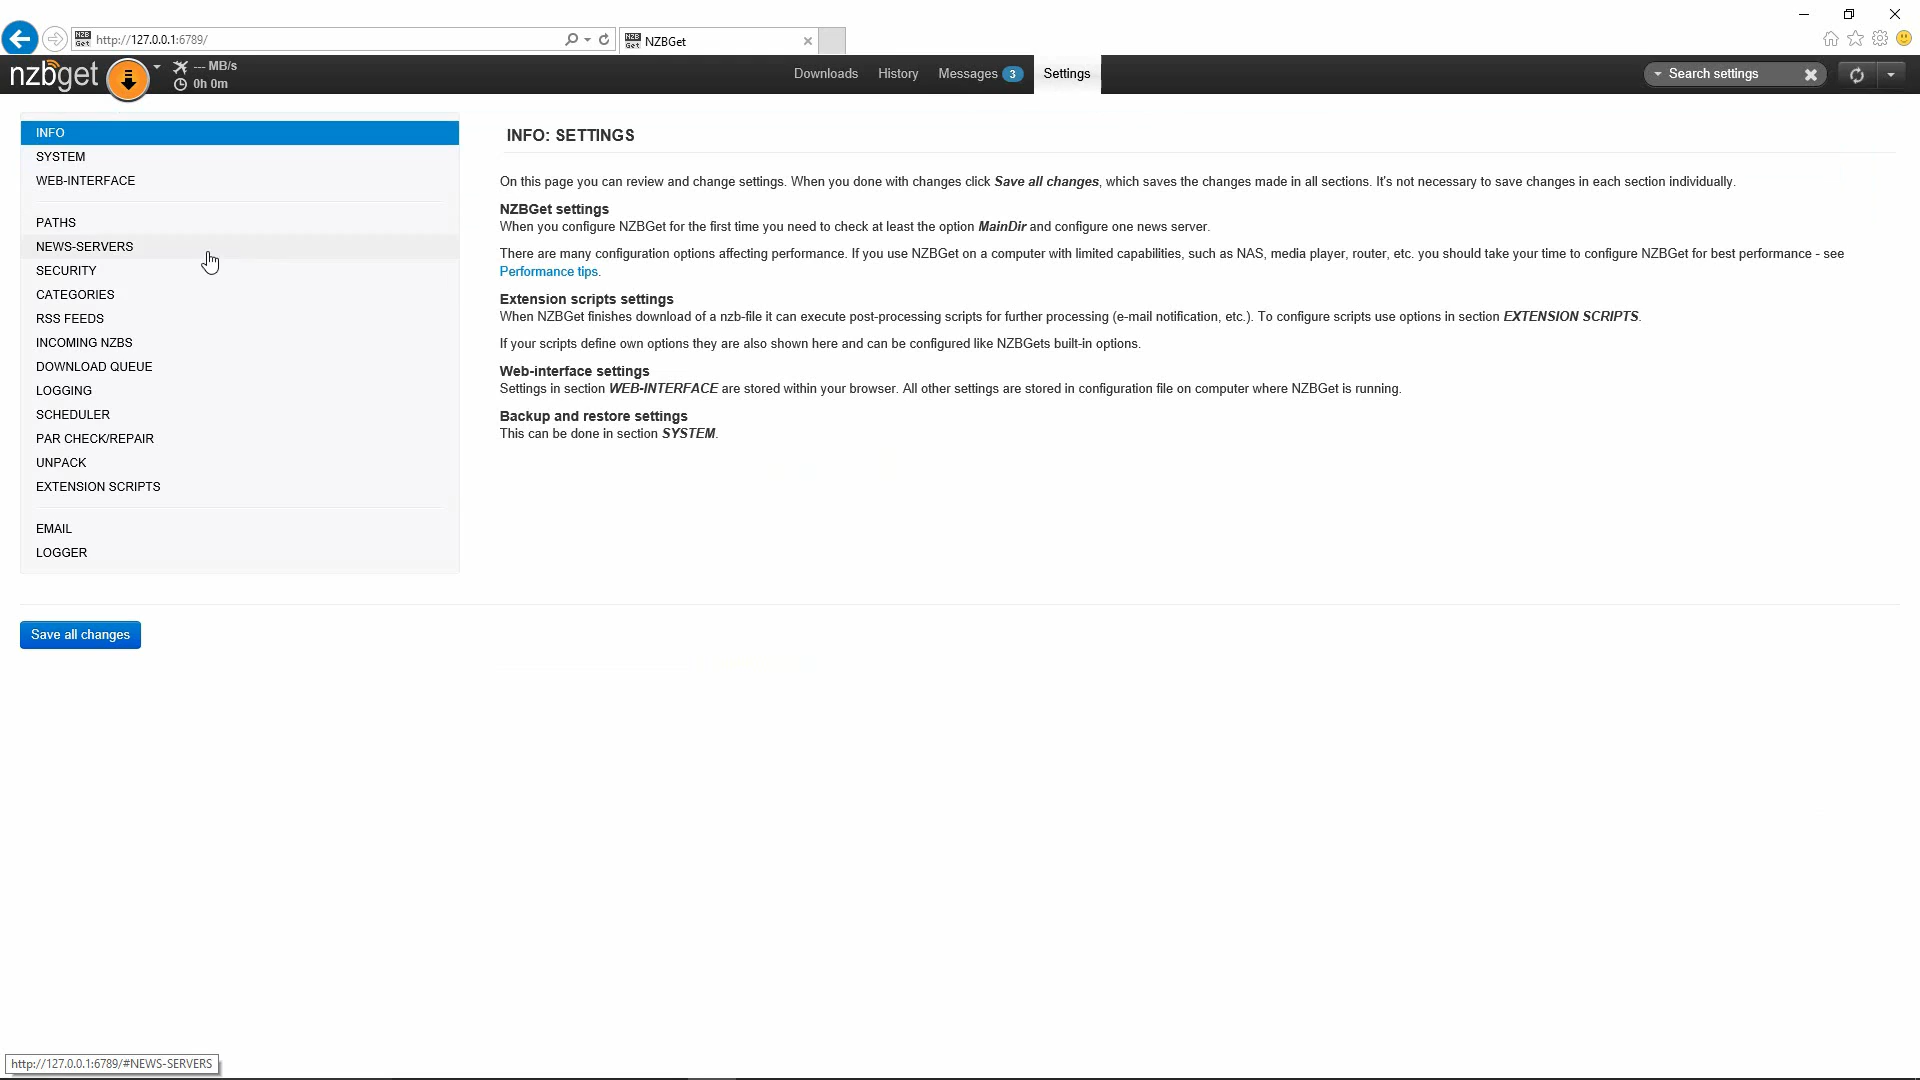 http://127.0.0.1:6789/
NZBGet
nzbget
--- MB/s
0h 0m
Downloads
History
Messages 3
Settings
Search settings
INFO
SYSTEM
WEB-INTERFACE
PATHS
NEWS-SERVERS
SECURITY
CATEGORIES
RSS FEEDS
INCOMING NZBS
DOWNLOAD QUEUE
LOGGING
SCHEDULER
PAR CHECK/REPAIR
UNPACK
EXTENSION SCRIPTS
EMAIL
LOGGER
Save all changes
INFO: SETTINGS
On this page you can review and change settings. When you done with changes click Save all changes, which saves the changes made in all sections. It's not necessary to save changes in each section individually.
NZBGet settings
When you configure NZBGet for the first time you need to check at least the option MainDir and configure one news server.
There are many configuration options affecting performance. If you use NZBGet on a computer with limited capabilities, such as NAS, media player, router, etc. you should take your time to configure NZBGet for best performance - see
Performance tips.
Extension scripts settings
When NZBGet finishes download of a nzb-file it can execute post-processing scripts for further processing (e-mail notification, etc.). To configure scripts use options in section EXTENSION SCRIPTS.
If your scripts define own options they are also shown here and can be configured like NZBGets built-in options.
Web-interface settings
Settings in section WEB-INTERFACE are stored within your browser. All other settings are stored in configuration file on computer where NZBGet is running.
Backup and restore settings
This can be done in section SYSTEM.
http://127.0.0.1:6789/#NEWS-SERVERS